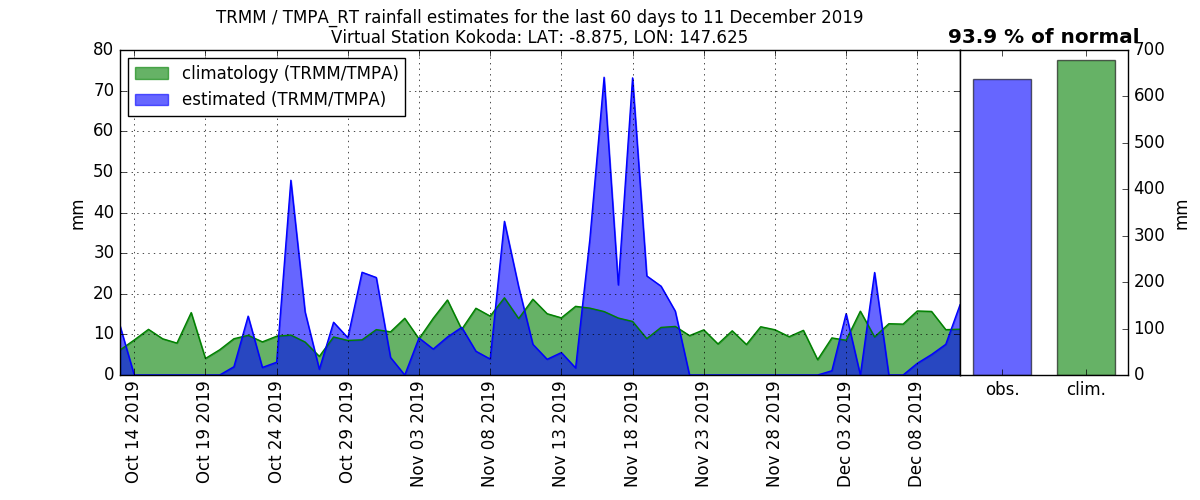 TRMM / TMPA_RT rainfall estimates for the last 60 days to 11 December 2019
Virtual Station Kokoda: LAT: -8.875, LON: 147.625
93.9 % of normal
climatology (TRMM/TMPA)
estimated (TRMM/TMPA)
80
70
60
50
40
30
20
10
0
mm
Oct 14 2019
Oct 19 2019
Oct 24 2019
Oct 29 2019
Nov 03 2019
Nov 08 2019
Nov 13 2019
Nov 18 2019
Nov 23 2019
Nov 28 2019
Dec 03 2019
Dec 08 2019
obs.
clim.
700
600
500
400
300
200
100
0
mm